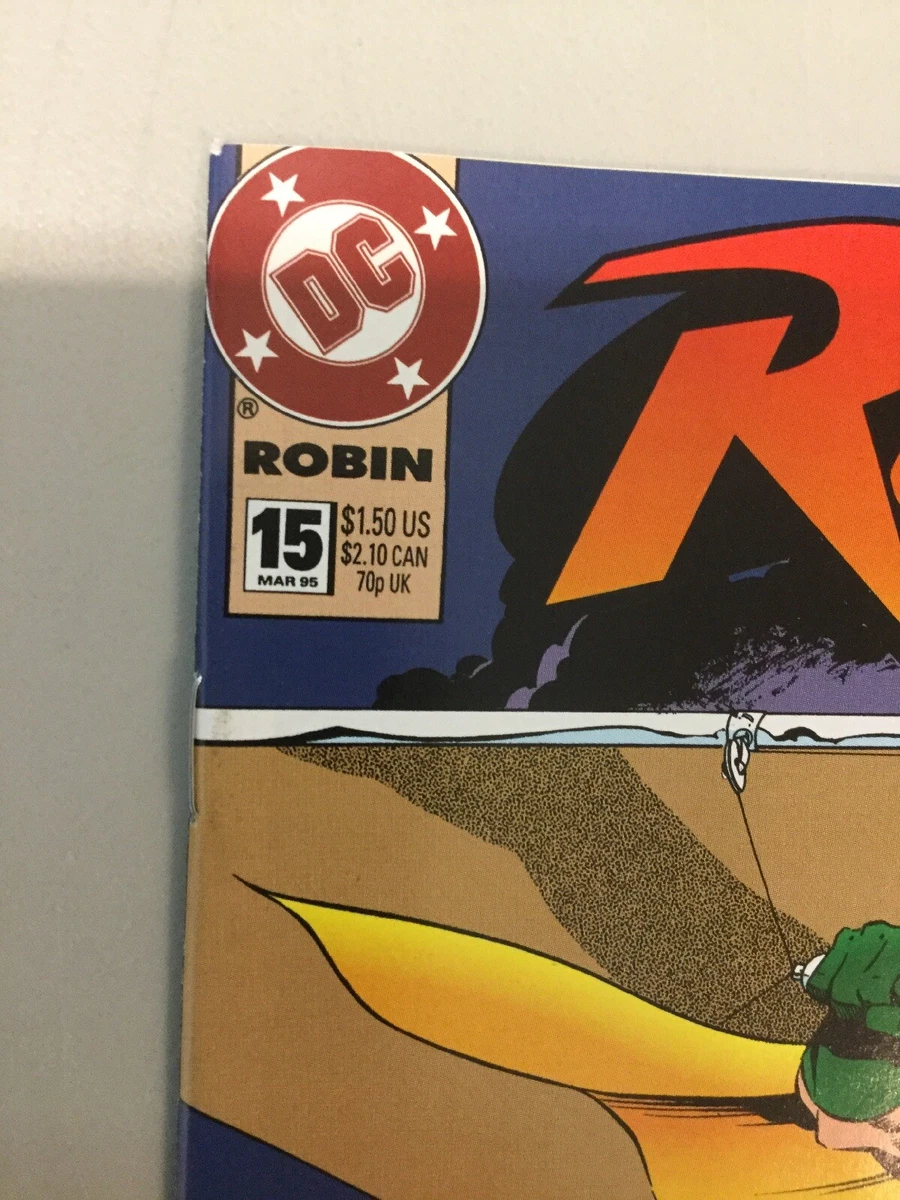 DC
®
ROBIN
15
MAR 95
$1.50 US
$2.10 CAN
70p UK
R